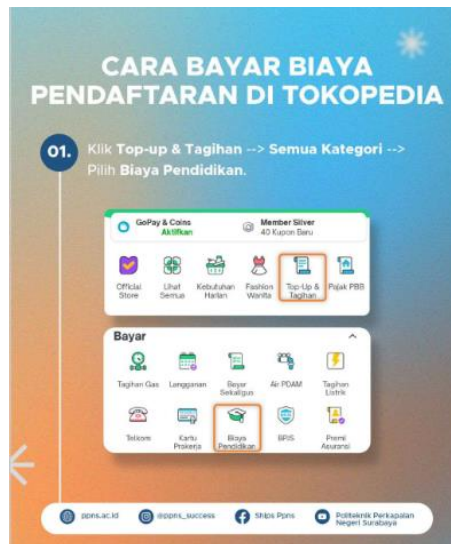 CARA BAYAR BIAYA
PENDAFTARAN DI TOKOPEDIA
01.
Klik Top-up & Tagihan --> Semua Kategori -->
Pilih Biaya Pendidikan.
GoPay & Coins
Aktifkan
Member Silver
40 Kupon Baru
Official
Store
Lihat
Semua
Kebutuhan
Harian
Fashion
Wanita
Top-Up &
Tagihan
Pajak PBB
Bayar
Tagihan Gas
Langganan
Bayar
Sekaligus
Air PDAM
Tagihan
Listrik
Telkom
Kartu
Prakerja
Biaya
Pendidikan
BPJS
Premi
Asuransi
ppns.ac.id
@ppns_success
Ships Ppns
Politeknik Perkapalan
Negeri Surabaya